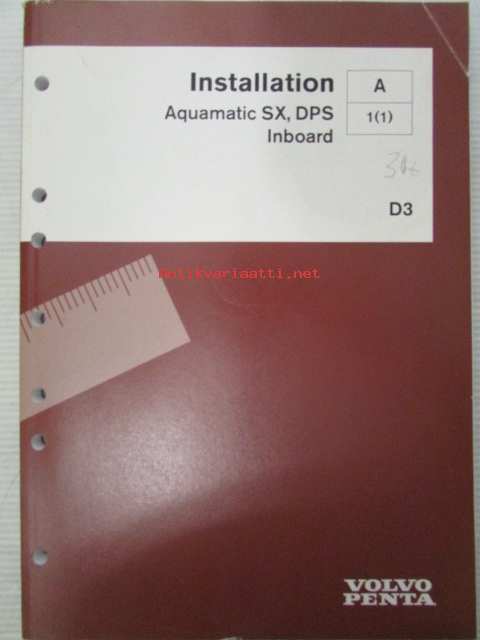 Installation
A
Aquamatic SX, DPS
1(1)
Inboard
D3
Antikvariaatti.net
VOLVO
PENTA